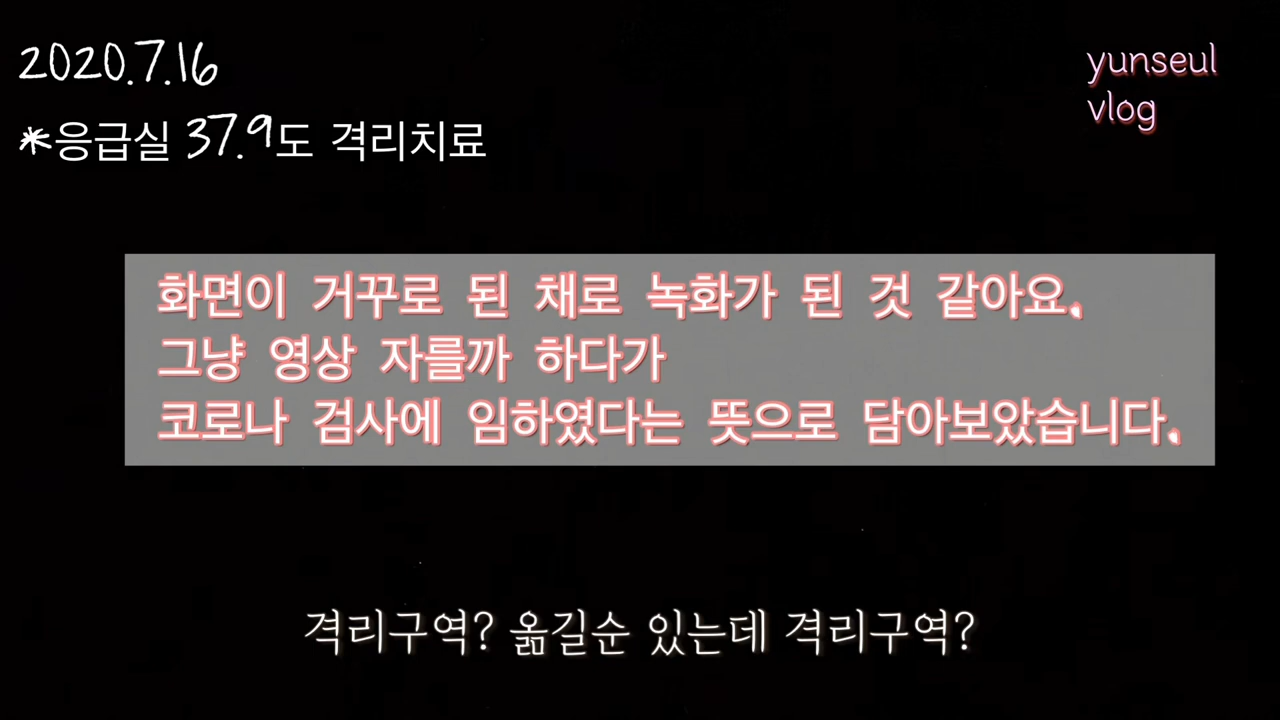 2020.7.16
*응급실 37.9도 격리치료
yunseul
vlog
화면이 거꾸로 된 채로 녹화가 된 것 같아요.
그냥 영상 자를까 하다가
코로나 검사에 임하였다는 뜻으로 담아보았습니다.
격리구역? 옮길순 있는데 격리구역?